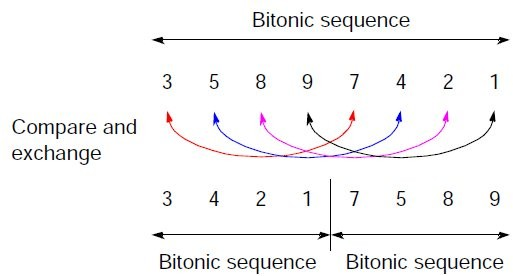 Bitonic sequence
3 5 8 9 7 4 2 1
Compare and
exchange
3 4 2 1 7 5 8 9
Bitonic sequence Bitonic sequence